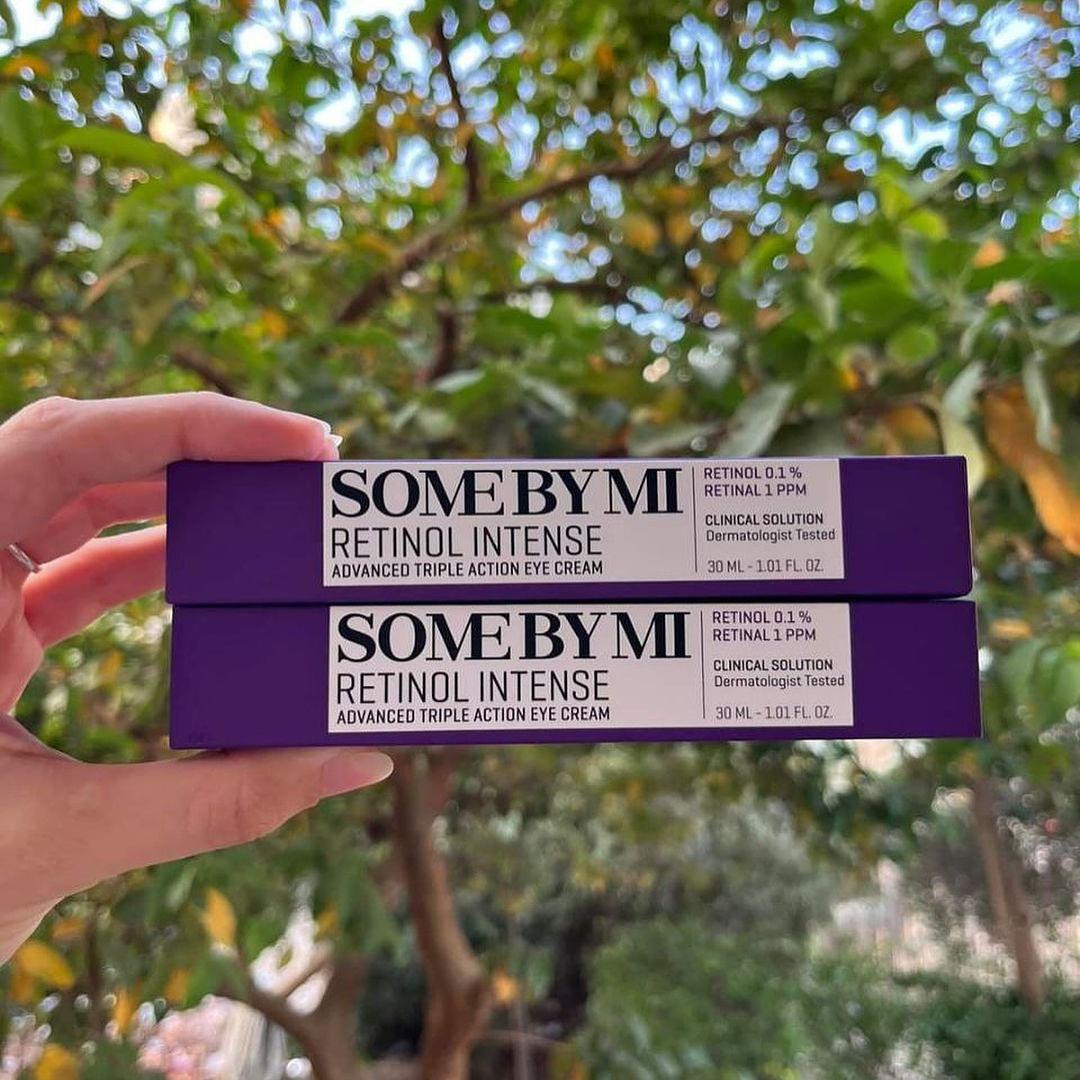 SOME BY MI
RETINOL INTENSE
ADVANCED TRIPLE ACTION EYE CREAM
RETINOL 0.1%
RETINAL 1 PPM
CLINICAL SOLUTION
Dermatologist Tested
30 ML - 1.01 FL. OZ.
SOME BY MI
RETINOL INTENSE
ADVANCED TRIPLE ACTION EYE CREAM
RETINOL 0.1%
RETINAL 1 PPM
CLINICAL SOLUTION
Dermatologist Tested
30 ML - 1.01 FL. OZ.